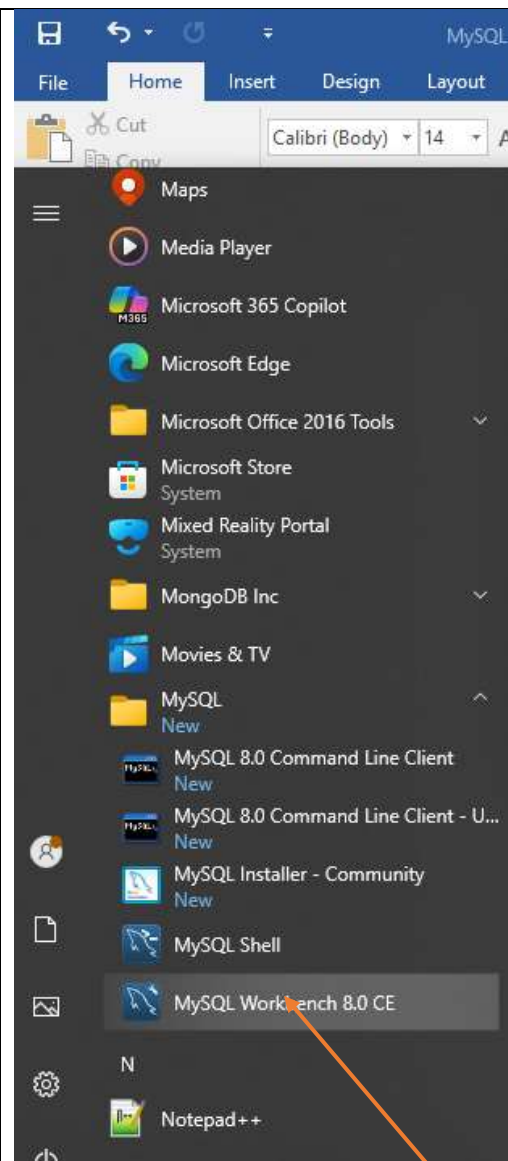 MySQL
File Home Insert Design Layout
Cut
Calibri (Body) 14
Copy
Maps
Media Player
M365
Microsoft 365 Copilot
Microsoft Edge
Microsoft Office 2016 Tools
Microsoft Store
System
Mixed Reality Portal
System
MongoDB Inc
Movies & TV
MySQL
New
MySQL 8.0 Command Line Client
New
MySQL 8.0 Command Line Client - U...
New
MySQL Installer - Community
New
MySQL Shell
MySQL Workbench 8.0 CE
N
Notepad++